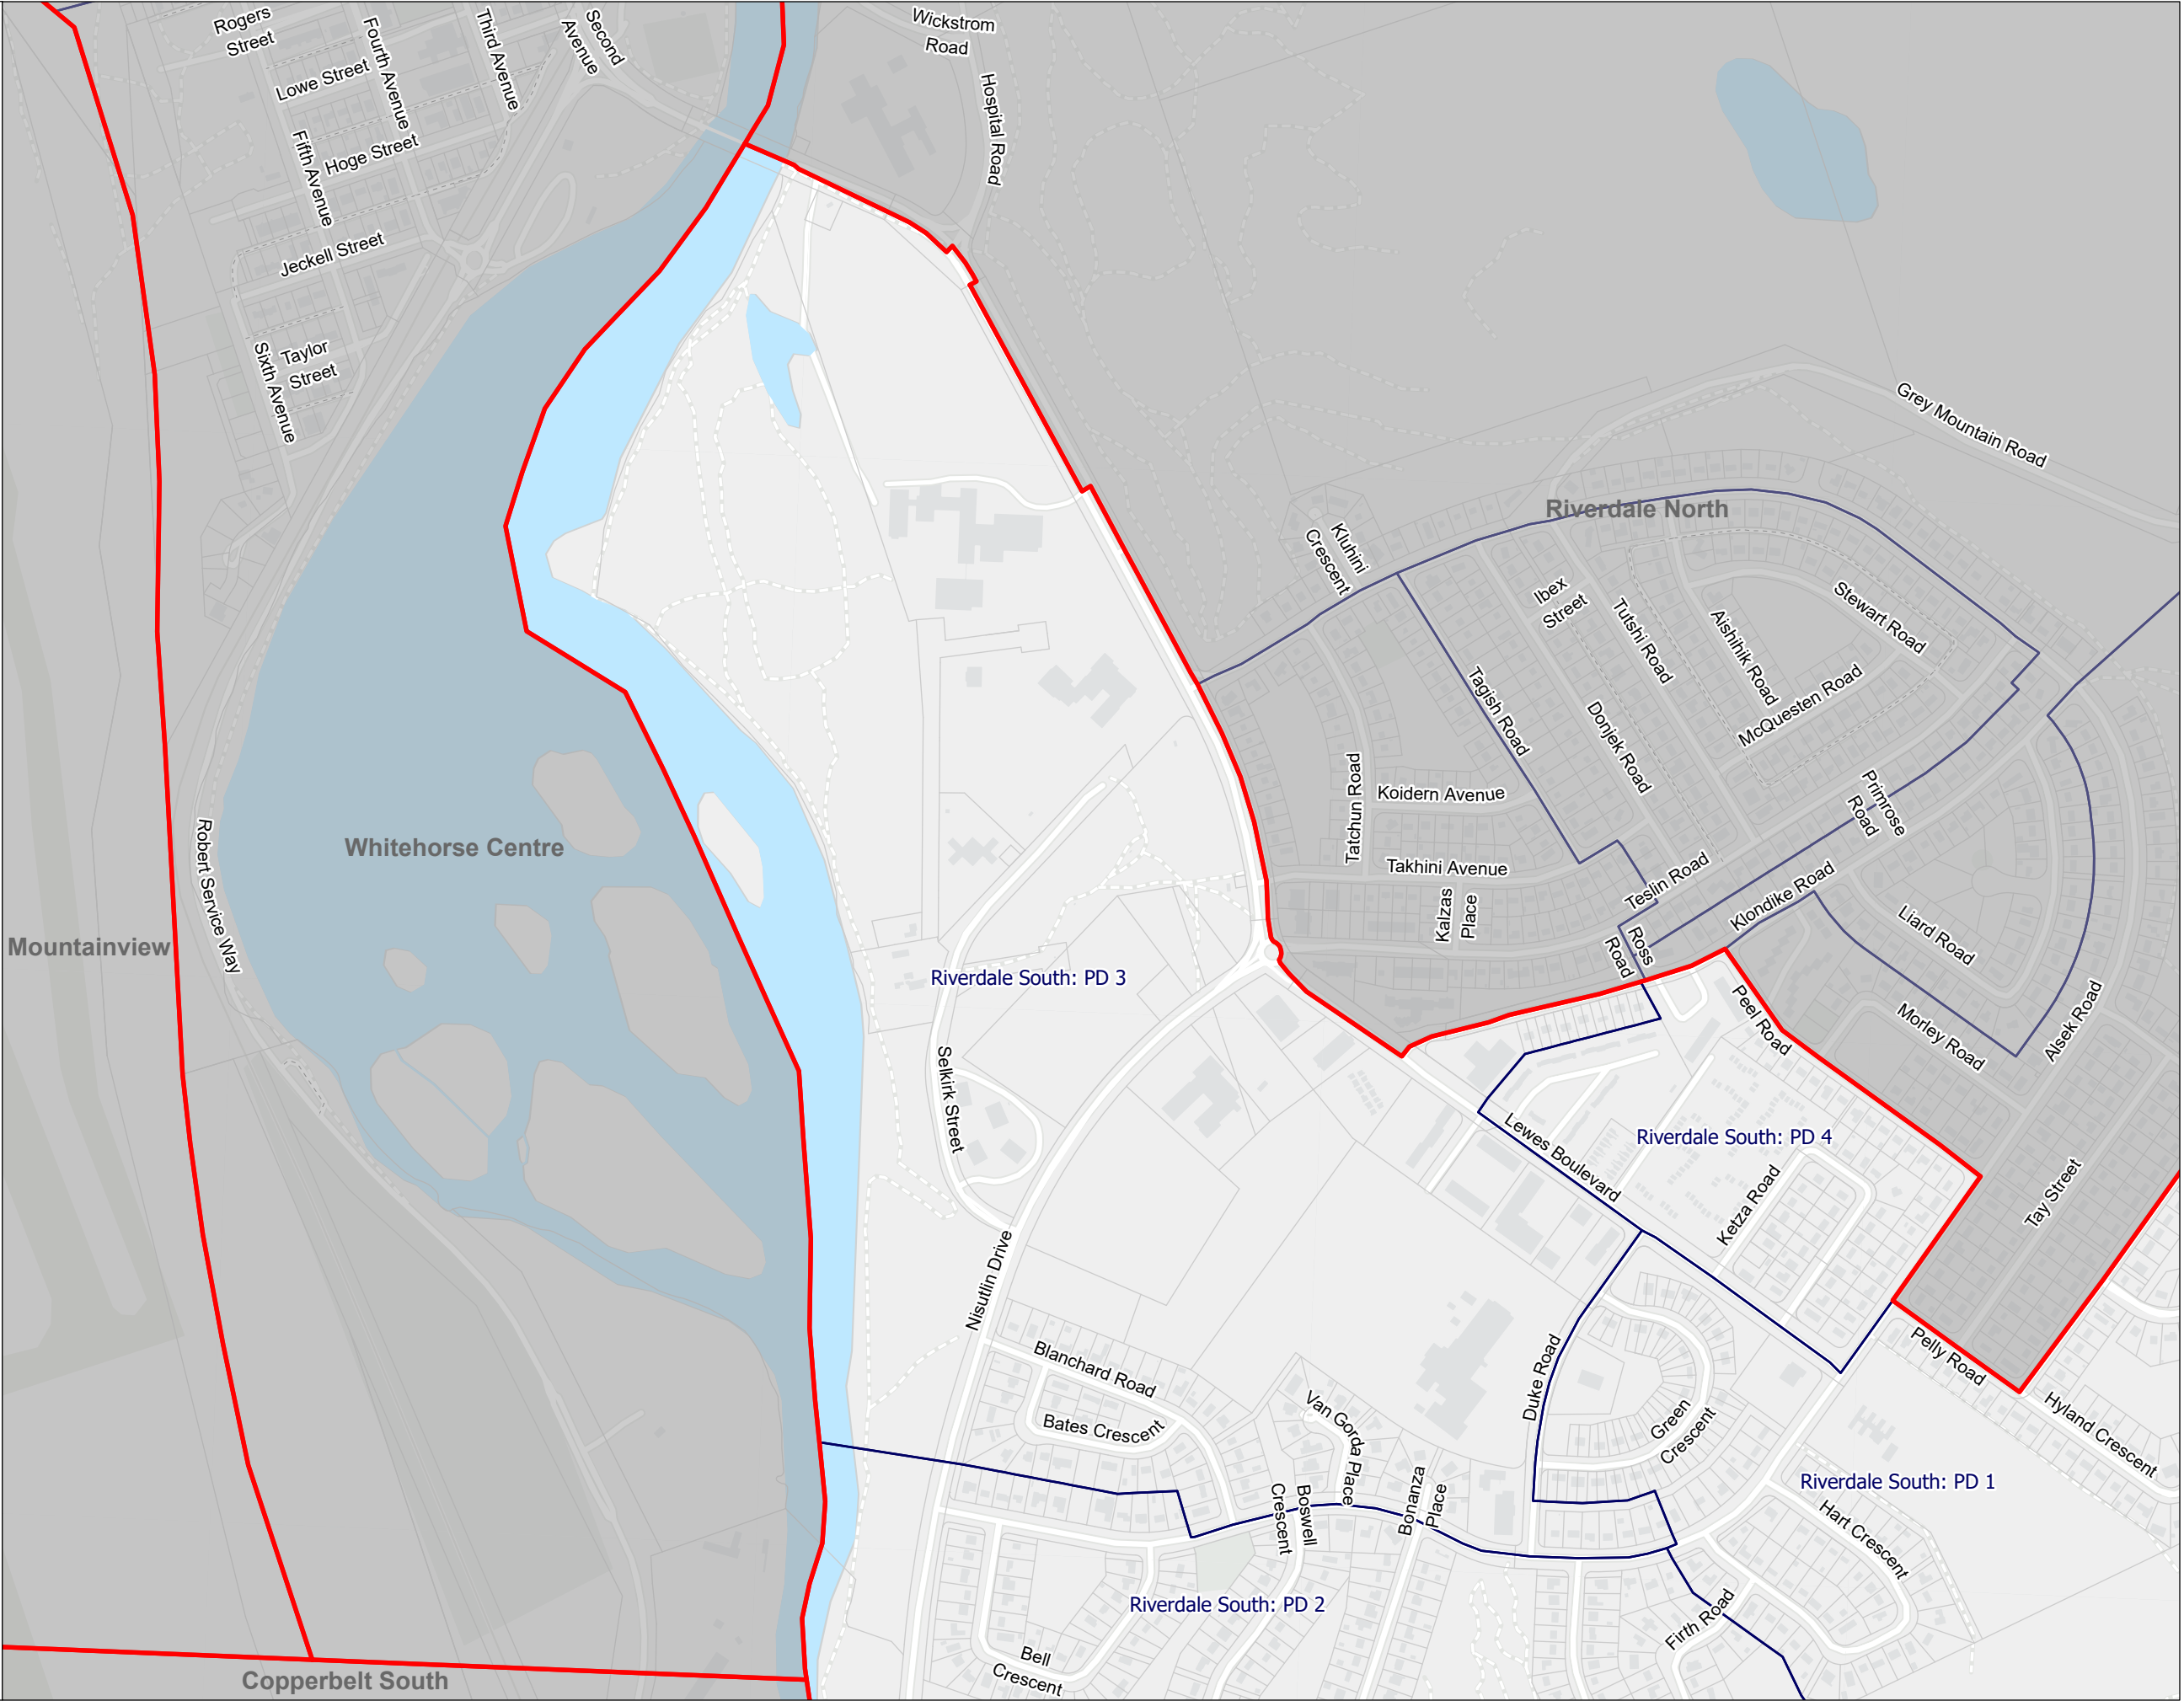 Rogers
Street
Lowe Street
Fourth Avenue
Third Avenue
Second
Avenue
Wickstrom
Road
Hospital Road
Fifth Avenue
Hoge Street
Jeckell Street
Taylor
Street
Sixth Avenue
Grey Mountain Road
Riverdale North
Kluhini
Crescent
Ibex
Street
Tutshi Road
Aishihik Road
Stewart Road
McQuesten Road
Tagish Road
Donjek Road
Tatchun Road
Koidern Avenue
Primrose
Road
Takhini Avenue
Kalzas
Place
Teslin Road
Klondike Road
Ross
Road
Liard Road
Robert Service Way
Whitehorse Centre
Mountainview
Riverdale South: PD 3
Peel Road
Morley Road
Alsek Road
Selkirk Street
Lewes Boulevard
Riverdale South: PD 4
Ketza Road
Tay Street
Nisutlin Drive
Blanchard Road
Bates Crescent
Van Gorda Place
Duke Road
Green
Crescent
Pelly Road
Hyland Crescent
Boswell
Crescent
Bonanza
Place
Riverdale South: PD 1
Hart Crescent
Riverdale South: PD 2
Firth Road
Bell
Crescent
Copperbelt South